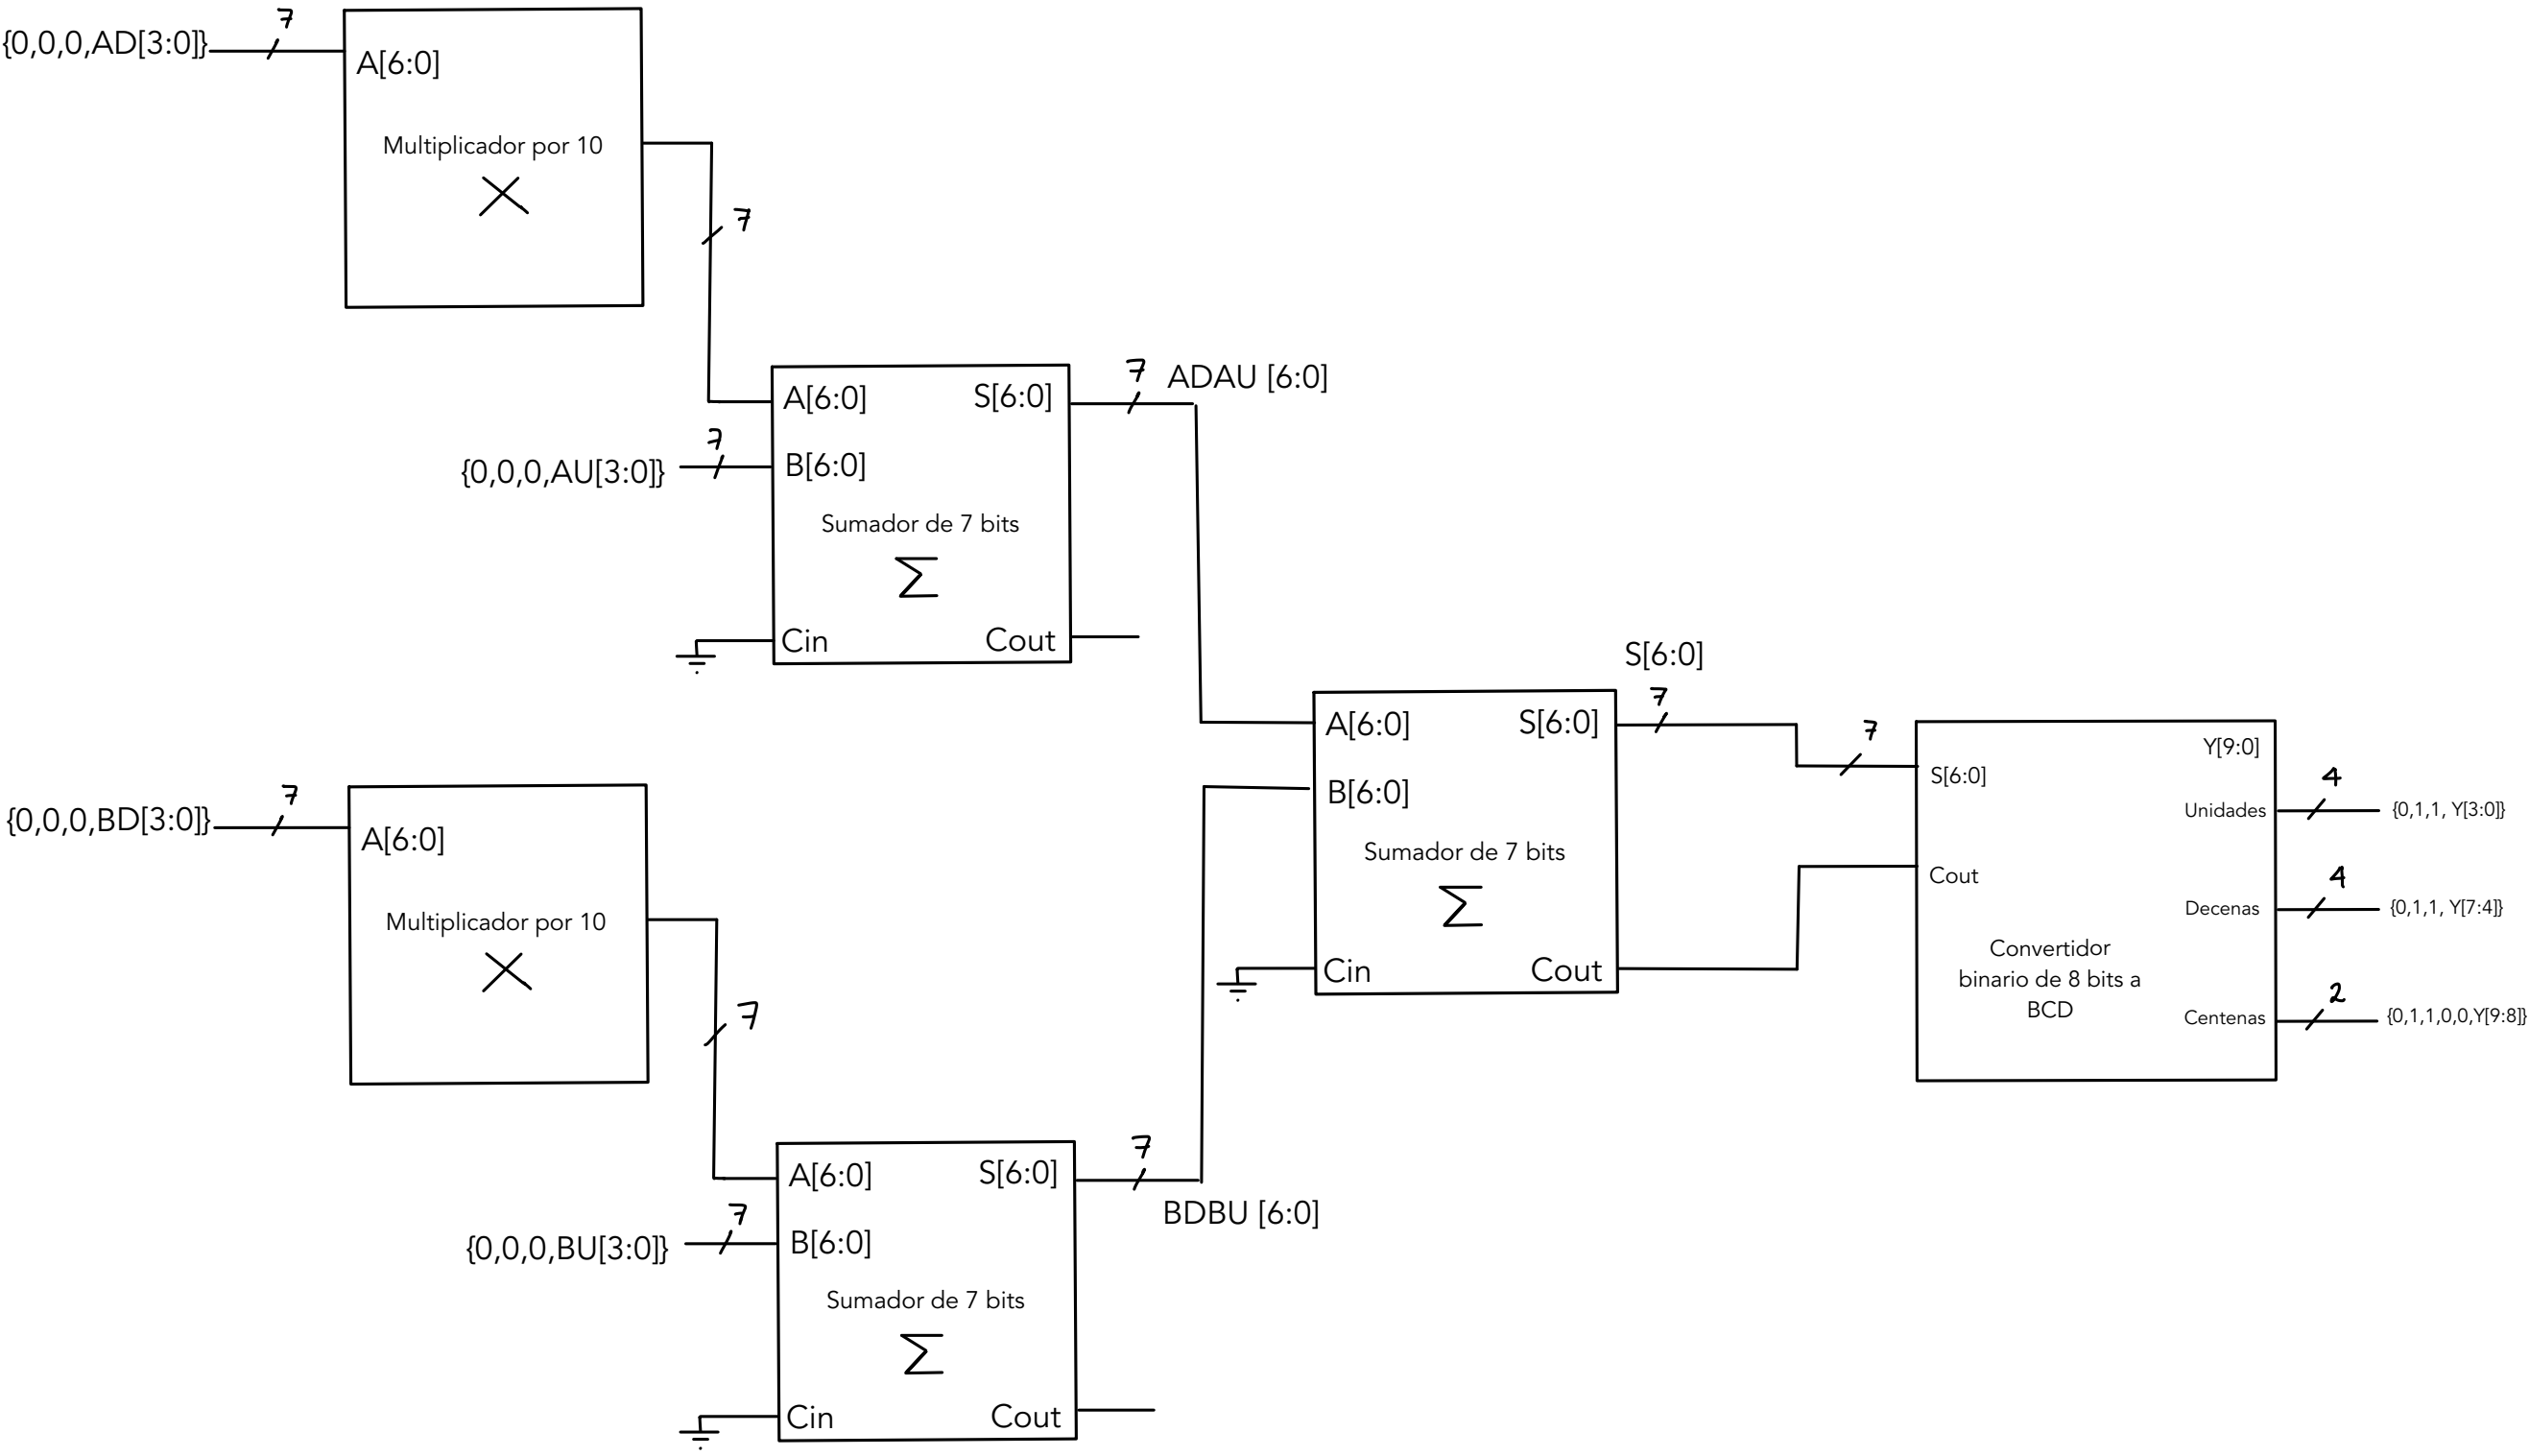 7
{0,0,0,AD[3:0]}
A[6:0]
Multiplicador por 10
7
7
{0,0,0,AU[3:0]}
A[6:0] S[6:0]
B[6:0]
Sumador de 7 bits
Σ
Cin Cout
7 ADAU [6:0]
7
{0,0,0,BD[3:0]}
A[6:0]
Multiplicador por 10
7
7
{0,0,0,BU[3:0]}
A[6:0] S[6:0]
B[6:0]
Sumador de 7 bits
Σ
Cin Cout
7
BDBU [6:0]
A[6:0] S[6:0]
B[6:0]
Sumador de 7 bits
Σ
Cin Cout
S[6:0]
7
7
Y[9:0]
S[6:0]
Unidades
Cout
Decenas
Convertidor
binario de 8 bits a
BCD
Centenas
4
{0,1,1, Y[3:0]}
4
{0,1,1, Y[7:4]}
2
{0,1,1,0,0,Y[9:8]}